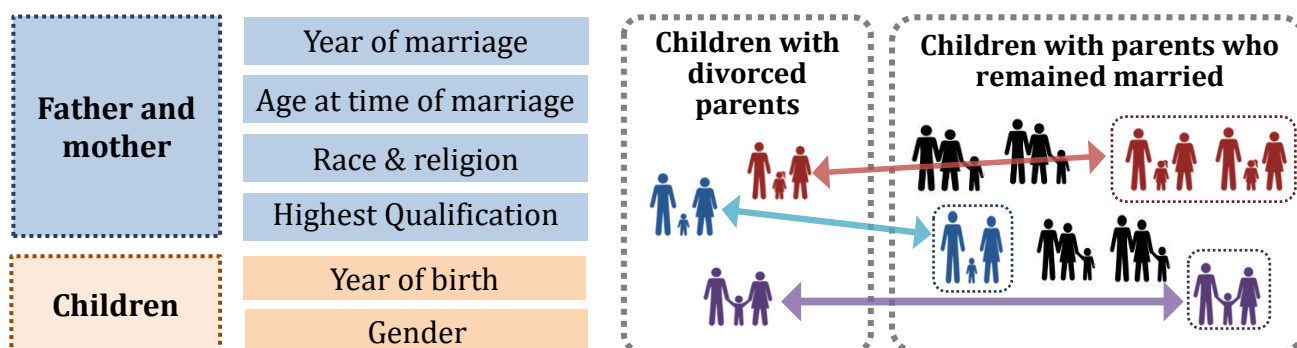 Father and
mother
Year of marriage
Age at time of marriage
Race & religion
Highest Qualification
Children
Year of birth
Gender
Children with
divorced
parents
Children with parents who
remained married